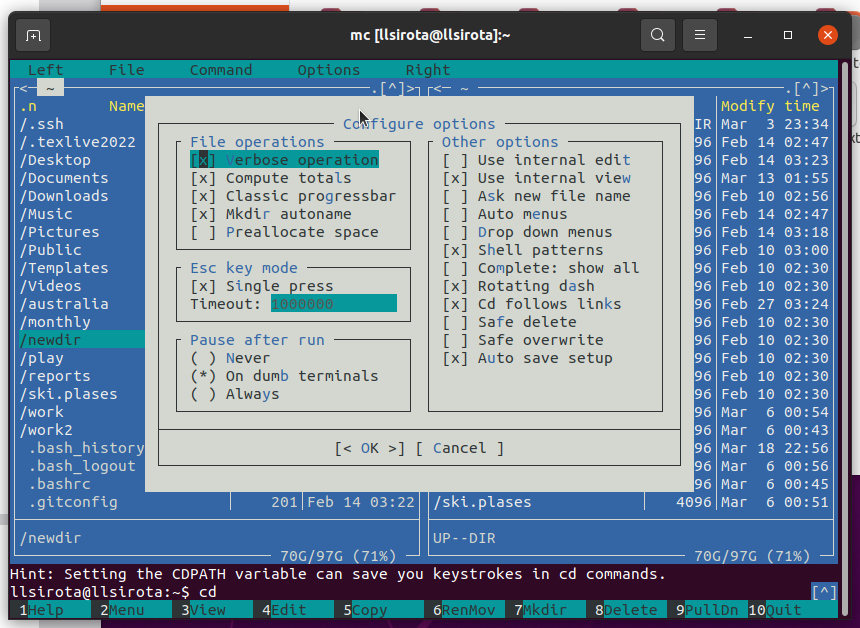 mc [llsirota@llsirota]:~
Left File Command Options Right
<─ ~ .[^]> <─ ~ .[^]>
.n Name Modify time
/.ssh IR Mar 3 23:34
/.texlive2022 96 Feb 14 02:47
/Desktop 96 Feb 14 03:23
/Documents 96 Mar 13 01:55
/Downloads 96 Feb 10 02:56
/Music 96 Feb 14 02:47
/Pictures 96 Feb 14 03:18
/Public 96 Feb 10 03:00
/Templates 96 Feb 10 02:30
/Videos 96 Feb 10 02:30
/australia 96 Feb 27 03:24
/monthly 96 Feb 10 02:30
/newdir 96 Feb 10 02:30
/play 96 Feb 10 02:30
/reports 96 Feb 10 02:30
/ski.plases 96 Feb 10 02:30
/work 96 Mar 6 00:54
/work2 96 Mar 6 00:43
.bash_history 96 Mar 18 22:56
.bash_logout 96 Mar 6 00:56
.bashrc 96 Mar 6 00:45
.gitconfig 201 Feb 14 03:22 /ski.plases 4096 Mar 6 00:51
Configure options
File operations
[x] Verbose operation
[x] Compute totals
[x] Classic progressbar
[x] Mkdir autoname
[ ] Preallocate space
Esc key mode
[x] Single press
Timeout: 1000000
Pause after run
( ) Never
(*) On dumb terminals
( ) Always
Other options
[ ] Use internal edit
[x] Use internal view
[ ] Ask new file name
[ ] Auto menus
[ ] Drop down menus
[x] Shell patterns
[ ] Complete: show all
[x] Rotating dash
[x] Cd follows links
[ ] Safe delete
[ ] Safe overwrite
[x] Auto save setup
[< OK >] [ Cancel ]
/newdir UP--DIR
70G/97G (71%) 70G/97G (71%)
Hint: Setting the CDPATH variable can save you keystrokes in cd commands.
llsirota@llsirota:~$ cd [^]
1Help 2Menu 3View 4Edit 5Copy 6RenMov 7Mkdir 8Delete 9PullDn 10Quit